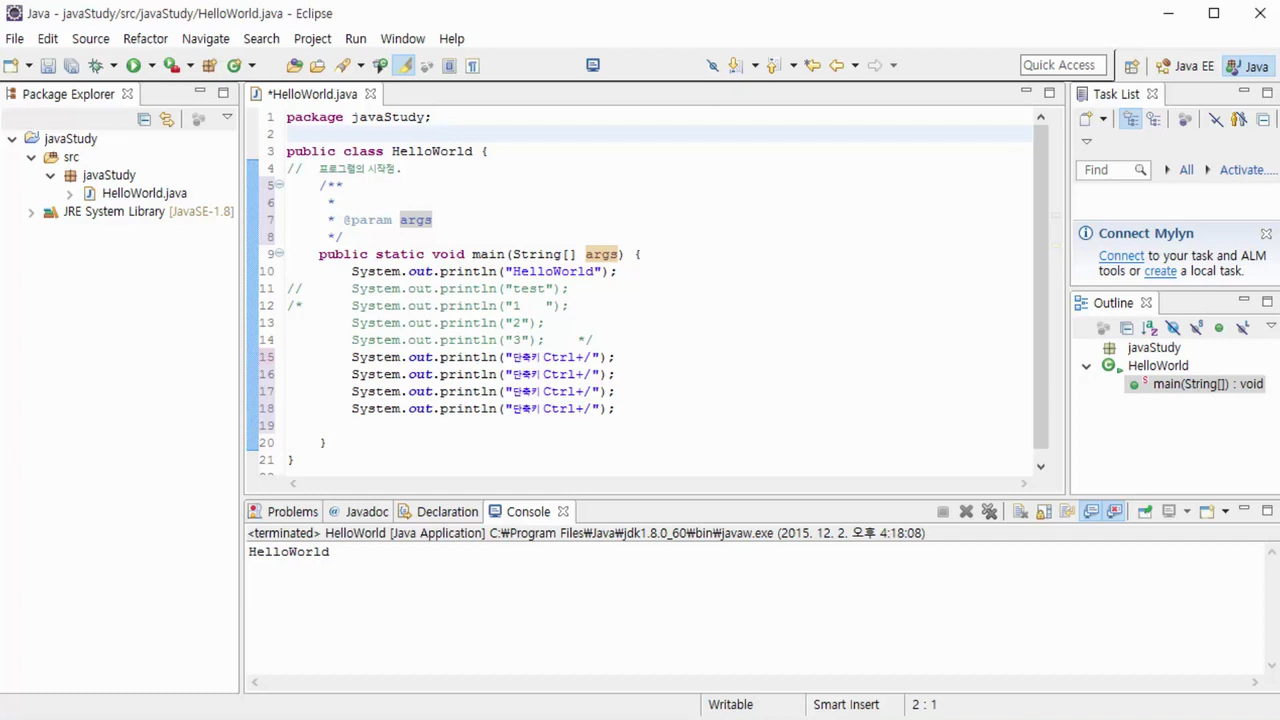 Java - javaStudy/src/javaStudy/HelloWorld.java - Eclipse
File Edit Source Refactor Navigate Search Project Run Window Help
Quick Access Java EE Java
Package Explorer
javaStudy
src
javaStudy
HelloWorld.java
JRE System Library [JavaSE-1.8]
*HelloWorld.java
1 package javaStudy;
2
3 public class HelloWorld {
4 // 프로그램의 시작점.
5 /**
6 *
7 * @param args
8 */
9 public static void main(String[] args) {
10 System.out.println("HelloWorld");
11 // System.out.println("test");
12 /* System.out.println("1 ");
13 System.out.println("2");
14 System.out.println("3"); */
15 System.out.println("단축키 Ctrl+/");
16 System.out.println("단축키 Ctrl+/");
17 System.out.println("단축키 Ctrl+/");
18 System.out.println("단축키 Ctrl+/");
19
20 }
21 }
Task List
Find All Activate...
Connect Mylyn
Connect to your task and ALM
tools or create a local task.
Outline
javaStudy
HelloWorld
main(String[]) : void
Problems Javadoc Declaration Console
<terminated> HelloWorld [Java Application] C:₩Program Files₩Java₩jdk1.8.0_60₩bin₩javaw.exe (2015. 12. 2. 오후 4:18:08)
HelloWorld
Writable Smart Insert 2 : 1